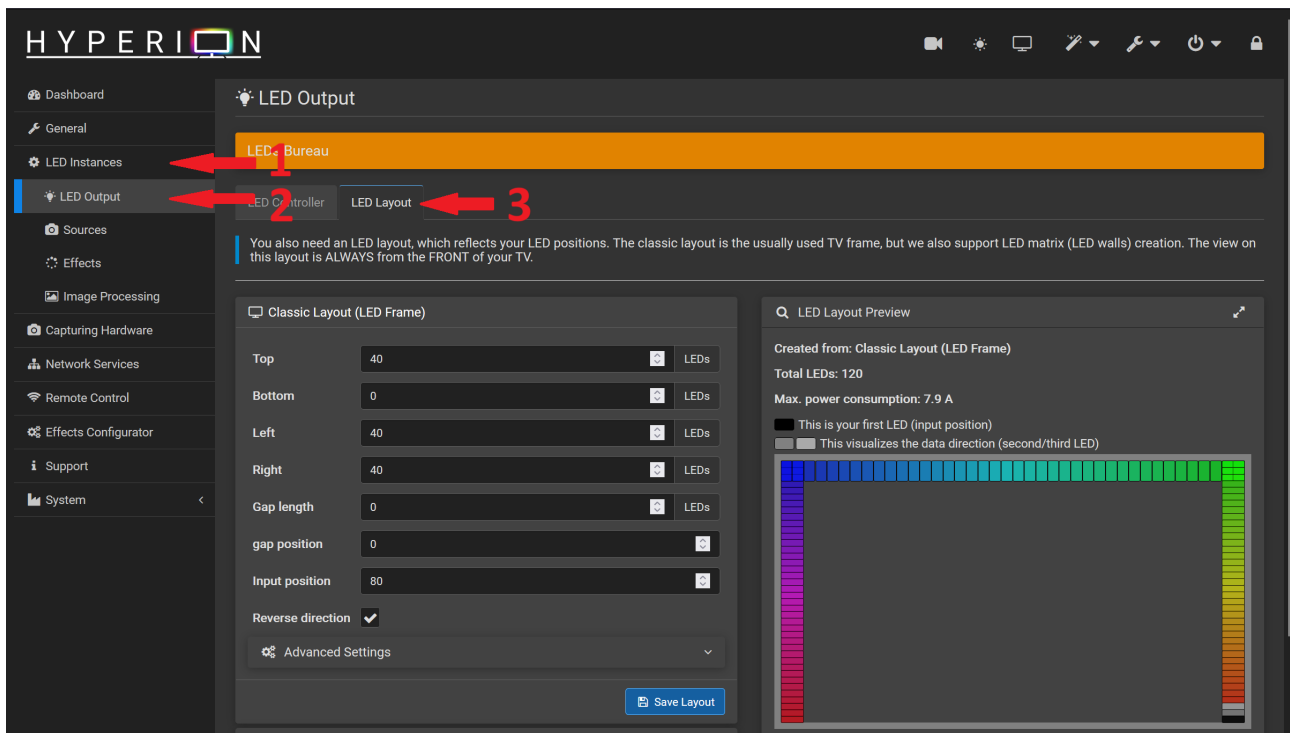 HYPERION
Dashboard
General
LED Instances
LED Output
Sources
Effects
Image Processing
Capturing Hardware
Network Services
Remote Control
Effects Configurator
Support
System
1
2
LED Output
LEDs Bureau
LED Controller
LED Layout
3
You also need an LED layout, which reflects your LED positions. The classic layout is the usually used TV frame, but we also support LED matrix (LED walls) creation. The view on
this layout is ALWAYS from the FRONT of your TV.
Classic Layout (LED Frame)
Top 40 LEDs
Bottom 0 LEDs
Left 40 LEDs
Right 40 LEDs
Gap length 0 LEDs
gap position 0
Input position 80
Reverse direction
Advanced Settings
Save Layout
LED Layout Preview
Created from: Classic Layout (LED Frame)
Total LEDs: 120
Max. power consumption: 7.9 A
This is your first LED (input position)
This visualizes the data direction (second/third LED)